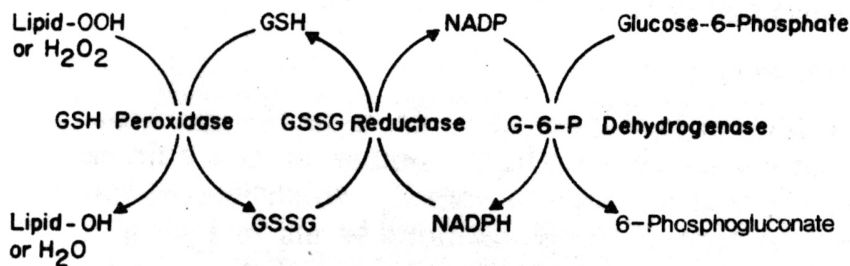 Lipid-OOH
or H₂O₂
GSH
NADP
Glucose-6-Phosphate
GSH Peroxidase
GSSG Reductase
G-6-P Dehydrogenase
Lipid-OH
or H₂O
GSSG
NADPH
6-Phosphogluconate